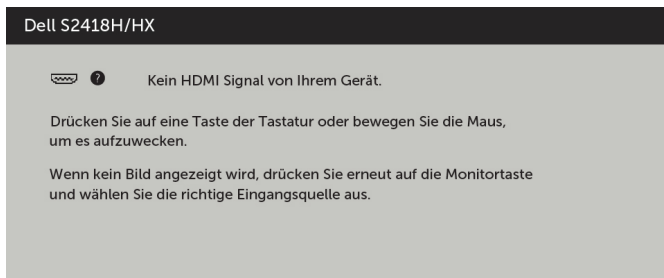 Dell S2418H/HX
? Kein HDMI Signal von Ihrem Gerät.
Drücken Sie auf eine Taste der Tastatur oder bewegen Sie die Maus,
um es aufzuwecken.
Wenn kein Bild angezeigt wird, drücken Sie erneut auf die Monitortaste
und wählen Sie die richtige Eingangsquelle aus.